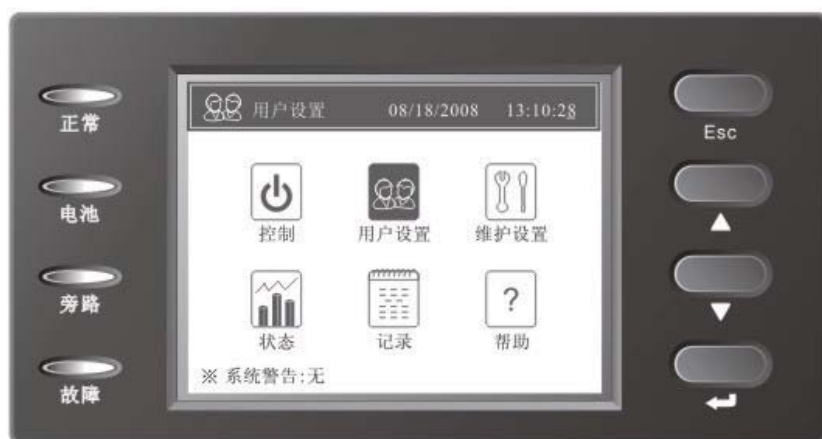 用户设置 08/18/2008 13:10:28
正常
电池
旁路
故障
控制 用户设置 维护设置
状态 记录 帮助
※ 系统警告:无
Esc